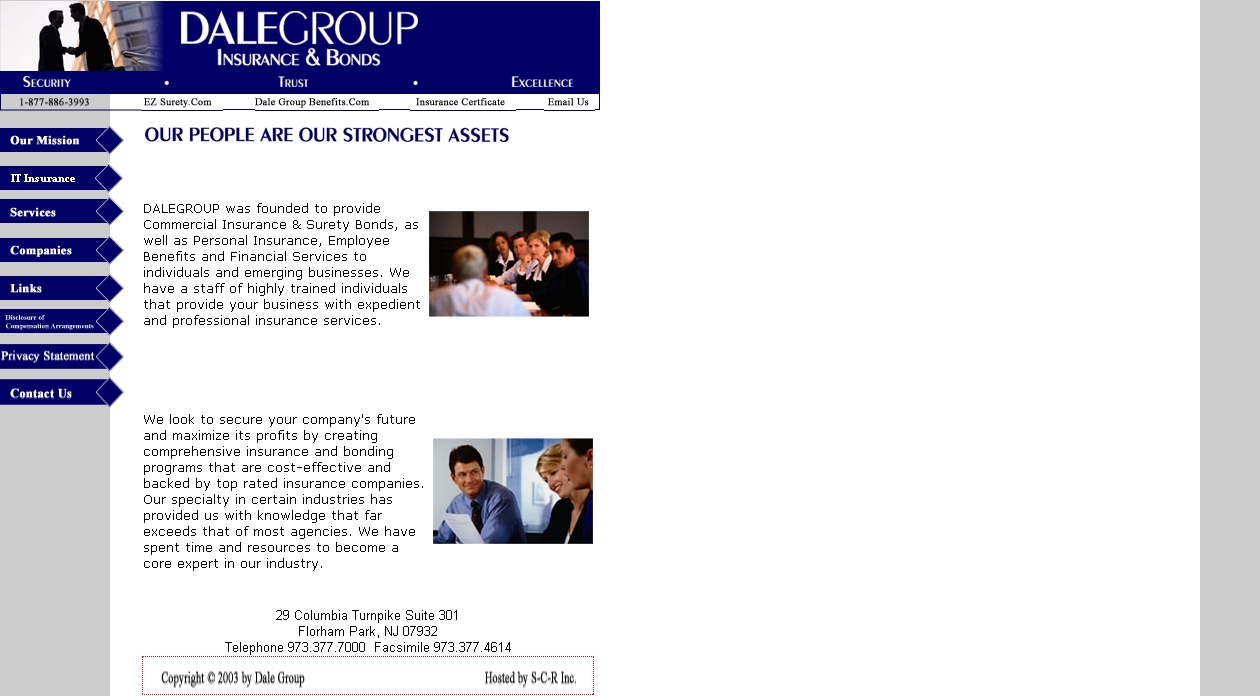 DALEGROUP
INSURANCE & BONDS
SECURITY • TRUST • EXCELLENCE
1-877-886-3993 EZ Surety.Com Dale Group Benefits.Com Insurance Certficate Email Us
OUR PEOPLE ARE OUR STRONGEST ASSETS
Our Mission
IT Insurance
Services
Companies
Links
Disclosure of
Compensation Arrangements
Privacy Statement
Contact Us
DALEGROUP was founded to provide
Commercial Insurance & Surety Bonds, as
well as Personal Insurance, Employee
Benefits and Financial Services to
individuals and emerging businesses. We
have a staff of highly trained individuals
that provide your business with expedient
and professional insurance services.
We look to secure your company's future
and maximize its profits by creating
comprehensive insurance and bonding
programs that are cost-effective and
backed by top rated insurance companies.
Our specialty in certain industries has
provided us with knowledge that far
exceeds that of most agencies. We have
spent time and resources to become a
core expert in our industry.
29 Columbia Turnpike Suite 301
Florham Park, NJ 07932
Telephone 973.377.7000 Facsimile 973.377.4614
Copyright © 2003 by Dale Group Hosted by S-C-R Inc.